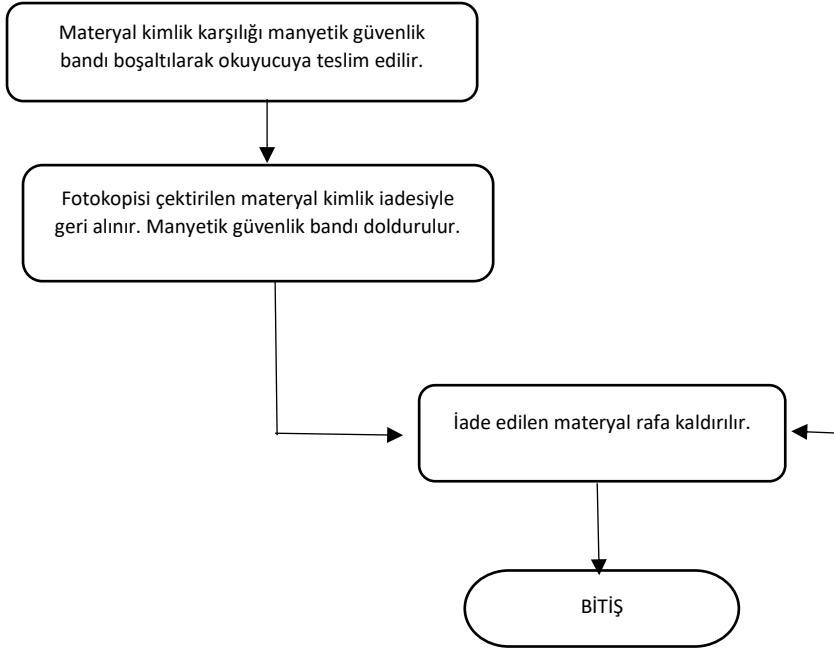 Materyal kimlik karşılığı manyetik güvenlik
bandı boşaltılarak okuyucuya teslim edilir.
Fotokopisi çektirilen materyal kimlik iadesiyle
geri alınır. Manyetik güvenlik bandı doldurulur.
İade edilen materyal rafa kaldırılır.
BİTİŞ